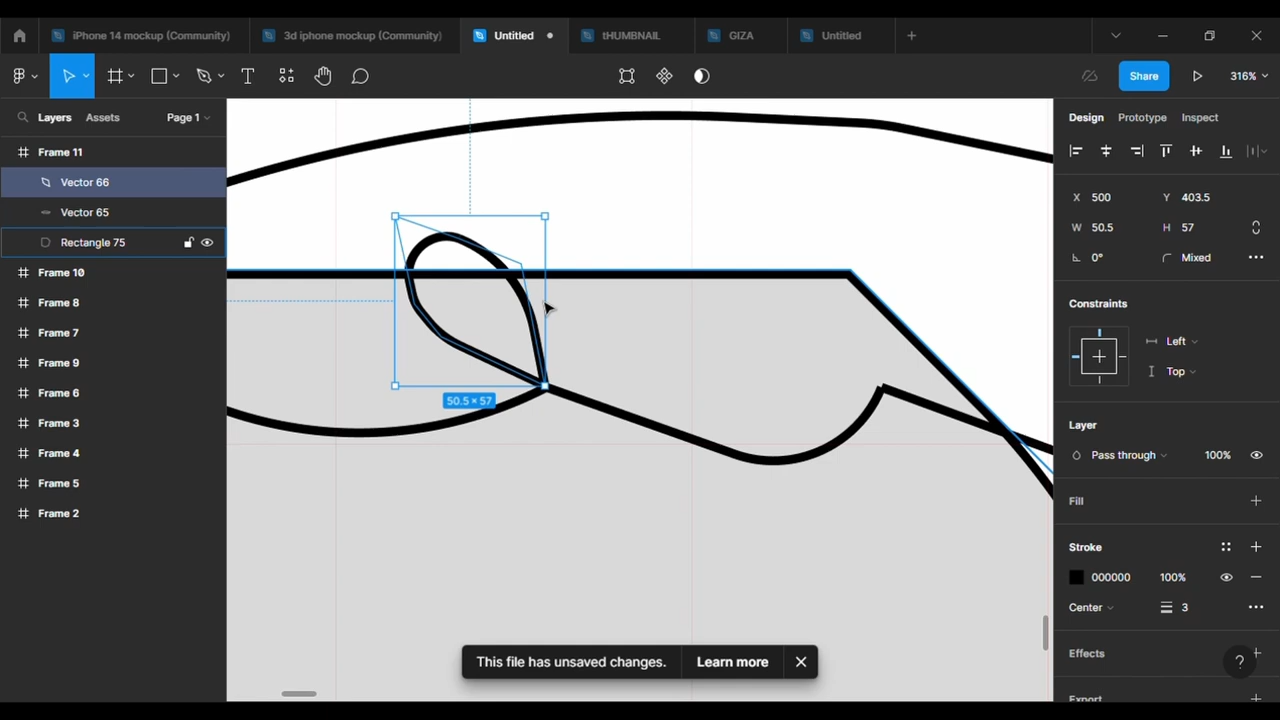 iPhone 14 mockup (Community)
3d iphone mockup (Community)
Untitled
tHUMBNAIL
GIZA
Untitled
Share
316%
Layers
Assets
Page 1
Design
Prototype
Inspect
Frame 11
Vector 66
Vector 65
Rectangle 75
Frame 10
Frame 8
Frame 7
Frame 9
Frame 6
Frame 3
Frame 4
Frame 5
Frame 2
50.5 × 57
This file has unsaved changes.
Learn more
X 500
Y 403.5
W 50.5
H 57
0°
Mixed
Constraints
Left
Top
Layer
Pass through
100%
Fill
Stroke
000000
100%
Center
3
Effects
Export
?